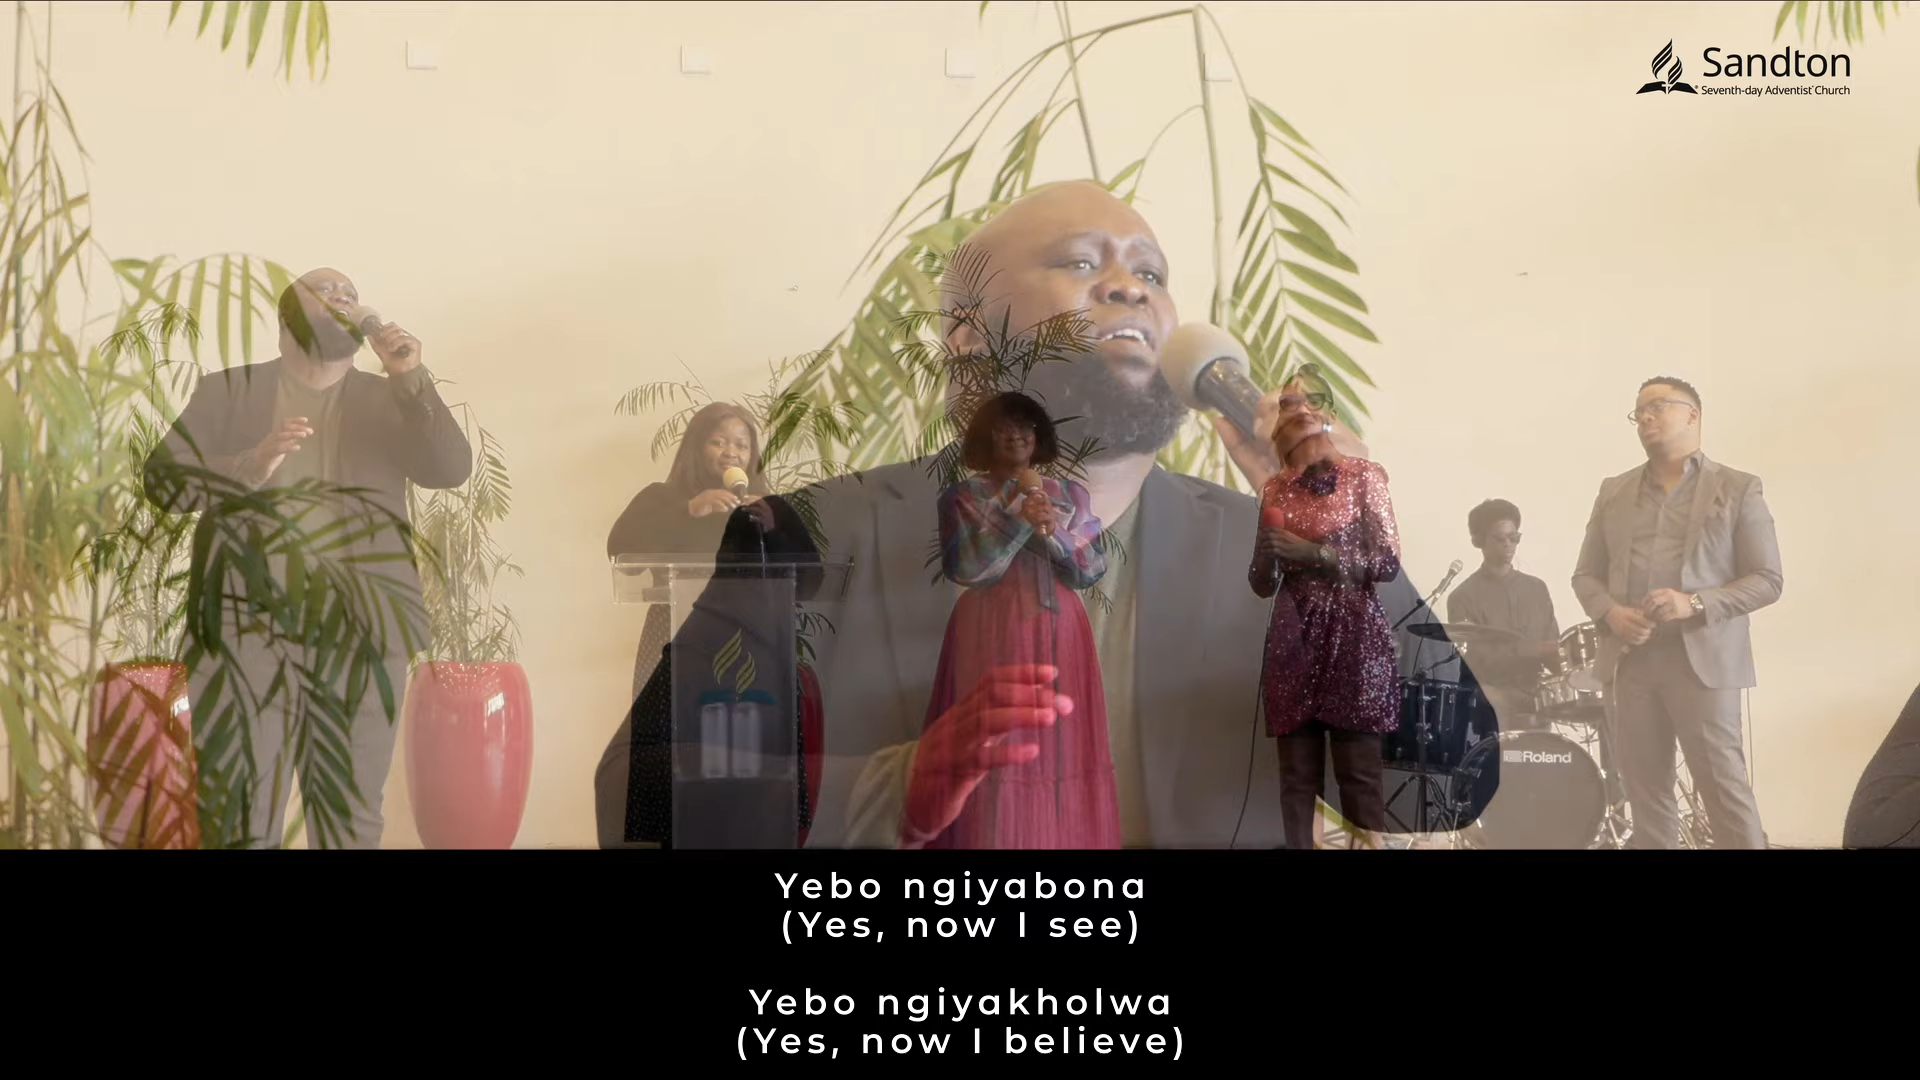 Sandton
Seventh-day Adventist Church
Roland
Yebo ngiyabona
(Yes, now I see)
Yebo ngiyakholwa
(Yes, now I believe)